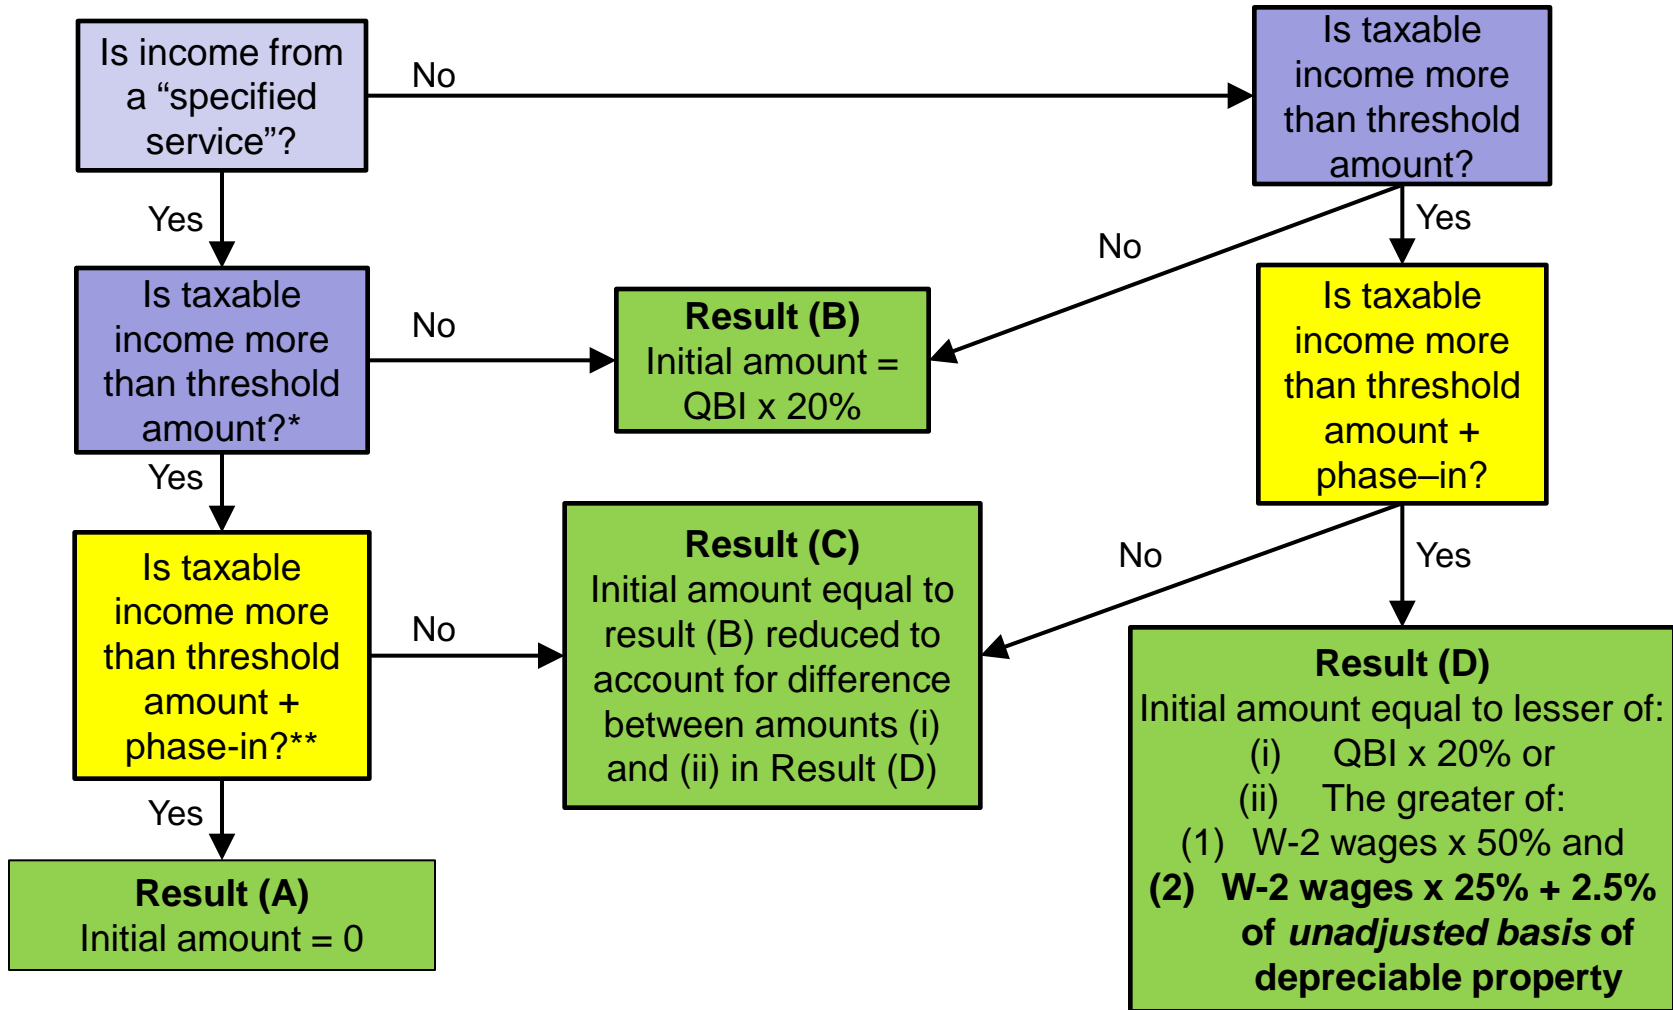 Is income from
a “specified
service”?
No
Is taxable
income more
than threshold
amount?
Yes
No
Yes
Is taxable
income more
than threshold
amount?*
No
Result (B)
Initial amount =
QBI x 20%
Is taxable
income more
than threshold
amount +
phase–in?
Yes
Is taxable
income more
than threshold
amount +
phase-in?**
No
Result (C)
Initial amount equal to
result (B) reduced to
account for difference
between amounts (i)
and (ii) in Result (D)
No
Yes
Yes
Result (A)
Initial amount = 0
Result (D)
Initial amount equal to lesser of:
(i) QBI x 20% or
(ii) The greater of:
(1) W-2 wages x 50% and
(2) W-2 wages x 25% + 2.5%
of unadjusted basis of
depreciable property